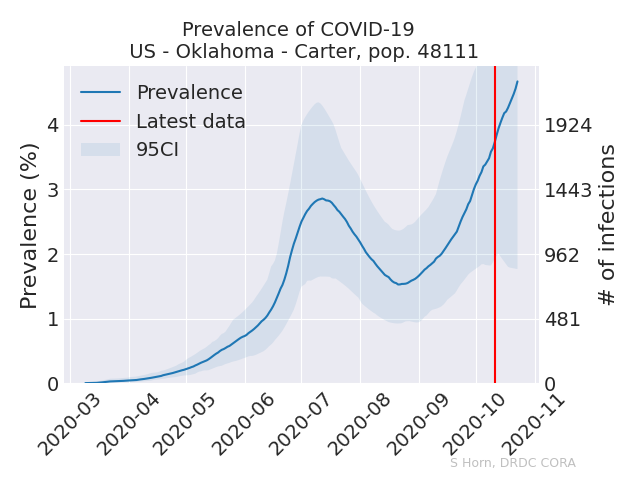 Prevalence of COVID-19
US - Oklahoma - Carter, pop. 48111
Prevalence
Latest data
95CI
Prevalence (%)
4
3
2
1
0
1924
1443
962
481
0
# of infections
2020-03
2020-04
2020-05
2020-06
2020-07
2020-08
2020-09
2020-10
2020-11
S Horn, DRDC CORA